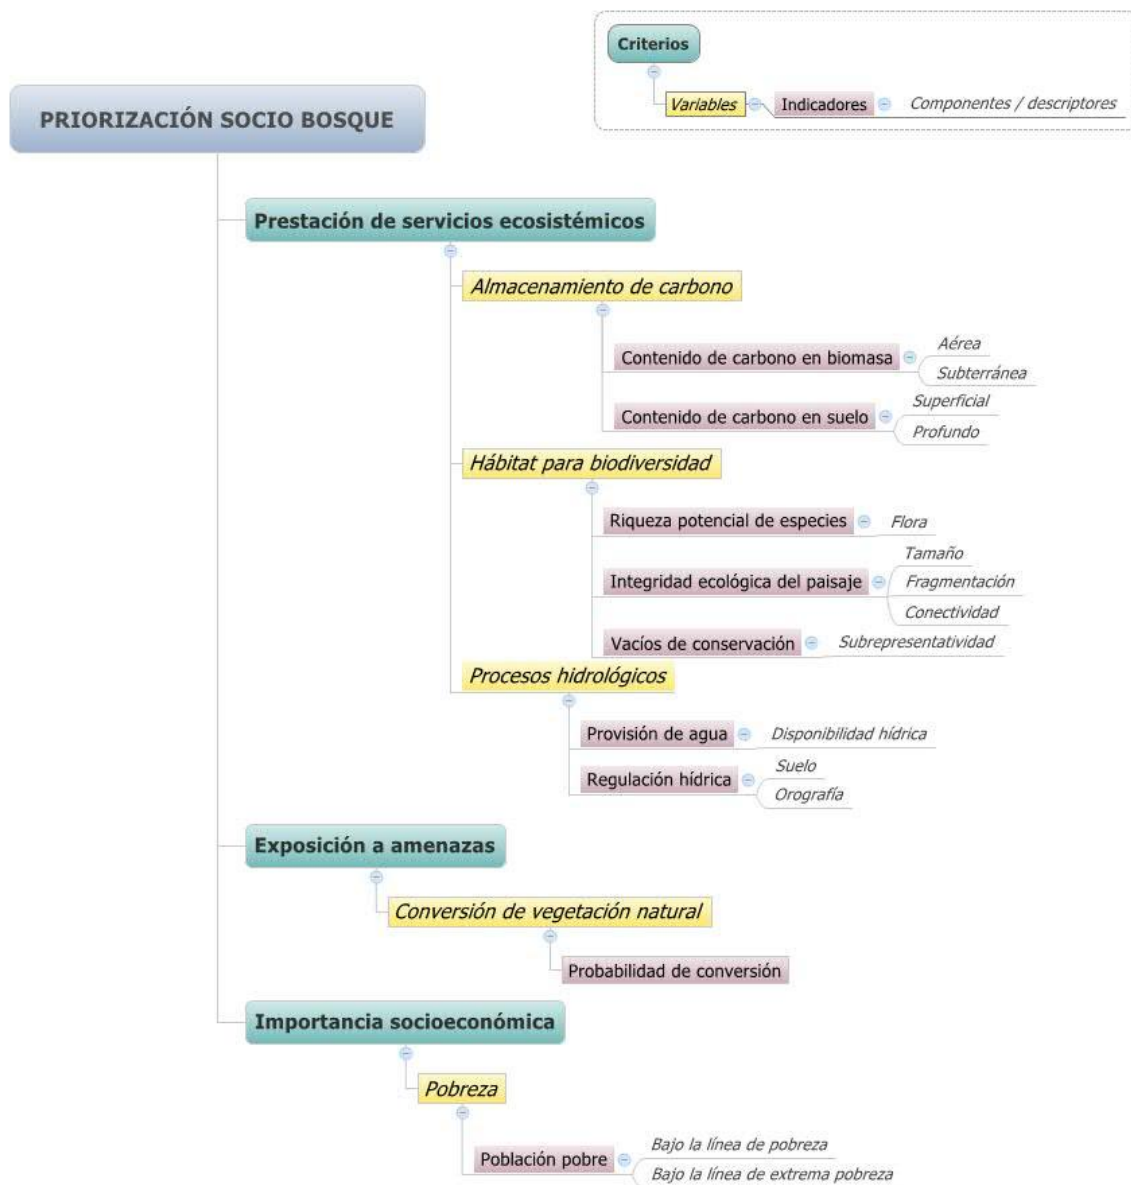 Criterios
Variables
Indicadores
Componentes / descriptores
PRIORIZACIÓN SOCIO BOSQUE
Prestación de servicios ecosistémicos
Almacenamiento de carbono
Contenido de carbono en biomasa
Aérea
Subterránea
Contenido de carbono en suelo
Superficial
Profundo
Hábitat para biodiversidad
Riqueza potencial de especies
Flora
Integridad ecológica del paisaje
Tamaño
Fragmentación
Conectividad
Vacíos de conservación
Subrepresentatividad
Procesos hidrológicos
Provisión de agua
Disponibilidad hídrica
Regulación hídrica
Suelo
Orografía
Exposición a amenazas
Conversión de vegetación natural
Probabilidad de conversión
Importancia socioeconómica
Pobreza
Población pobre
Bajo la línea de pobreza
Bajo la línea de extrema pobreza